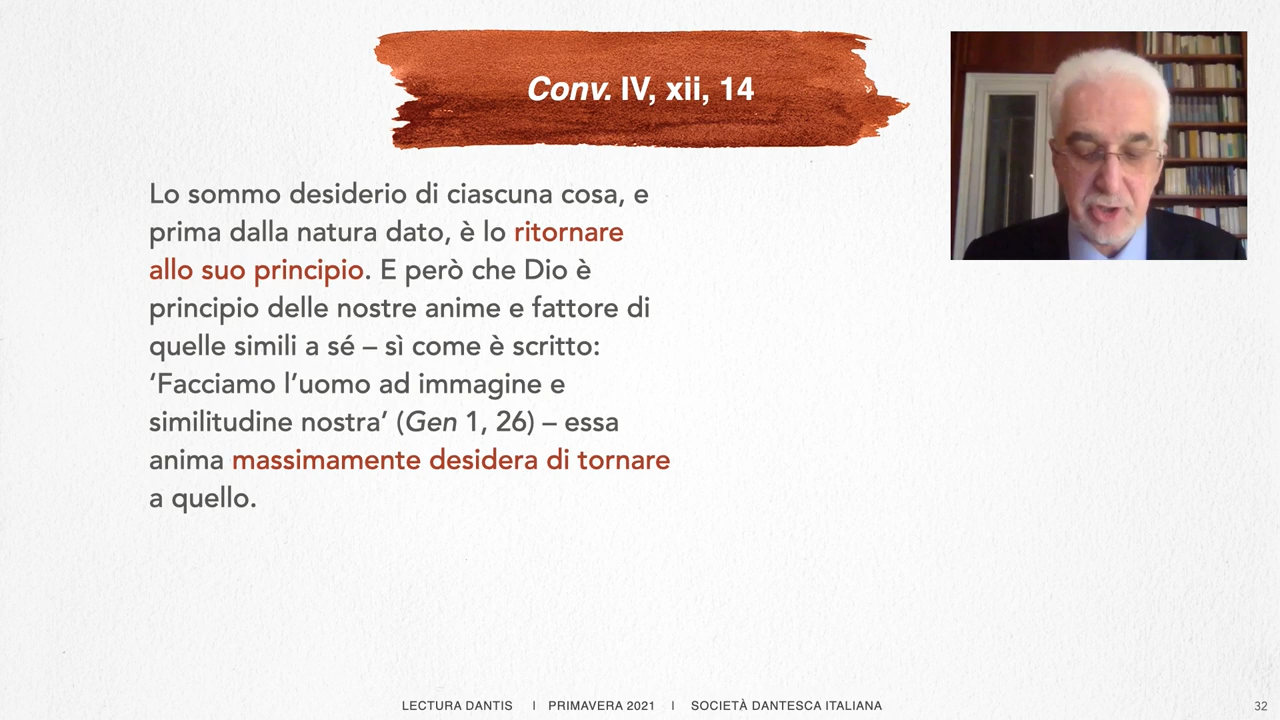 Conv. IV, xii, 14
Lo sommo desiderio di ciascuna cosa, e
prima dalla natura dato, è lo ritornare
allo suo principio. E però che Dio è
principio delle nostre anime e fattore di
quelle simili a sé – sì come è scritto:
‘Facciamo l’uomo ad immagine e
similitudine nostra’ (Gen 1, 26) – essa
anima massimamente desidera di tornare
a quello.
LECTURA DANTIS I PRIMAVERA 2021 I SOCIETÀ DANTESCA ITALIANA
32